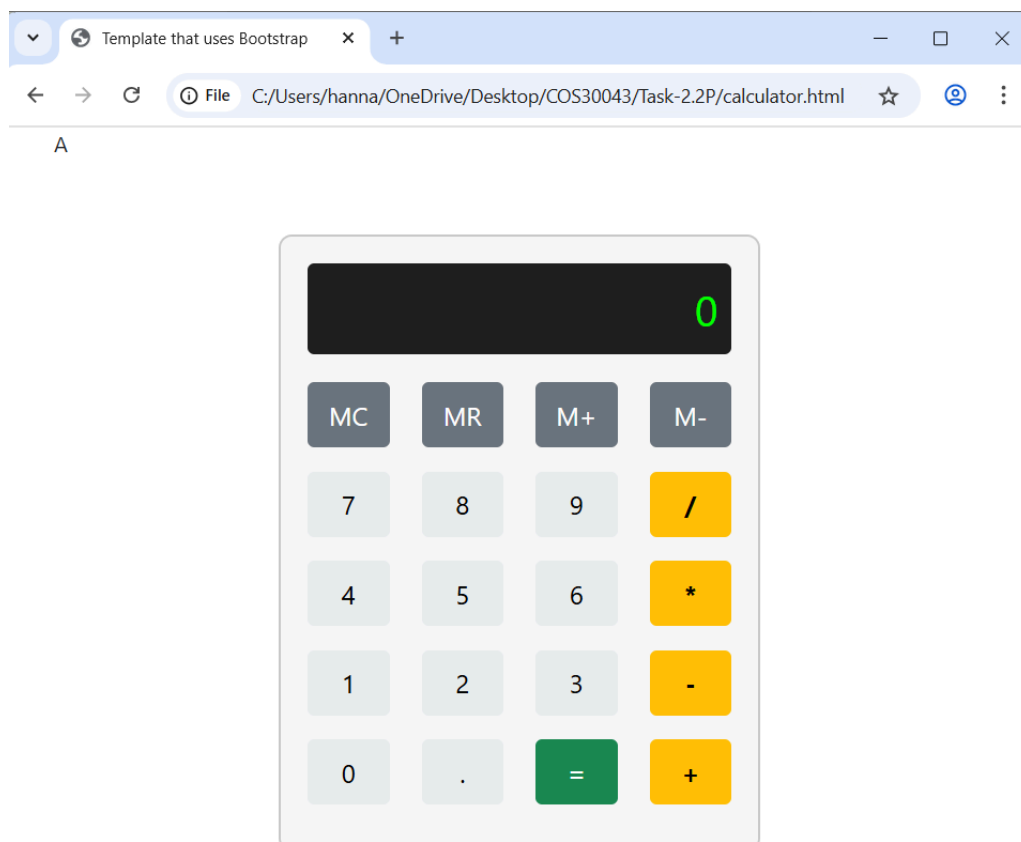 Template that uses Bootstrap
File C:/Users/hanna/OneDrive/Desktop/COS30043/Task-2.2P/calculator.html
A
0
MC MR M+ M-
7 8 9 /
4 5 6 *
1 2 3 -
0 . = +